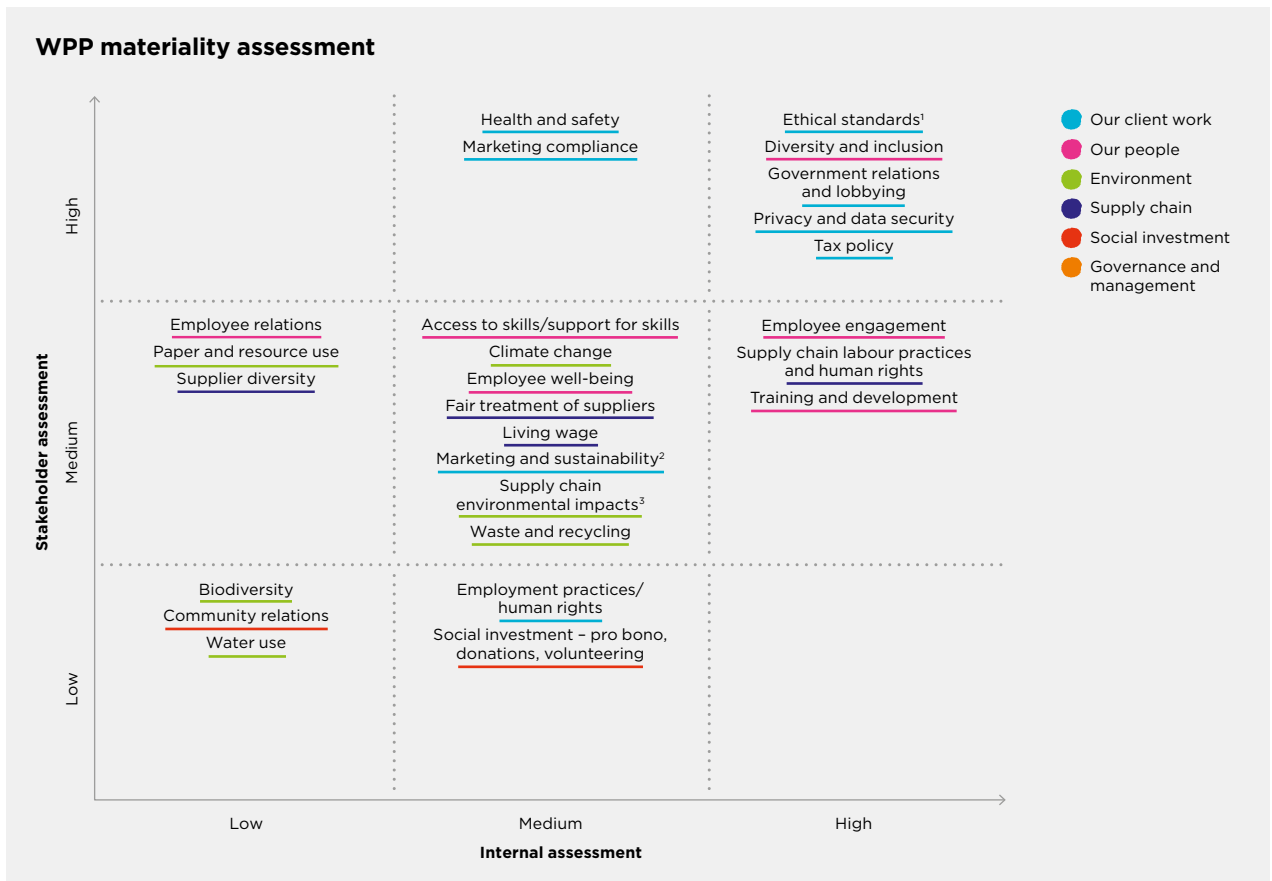 WPP materiality assessment
Health and safety
Marketing compliance
Ethical standards¹
Diversity and inclusion
Government relations
and lobbying
Privacy and data security
Tax policy
Our client work
Our people
Environment
Supply chain
Social investment
Governance and
management
High
Employee relations
Paper and resource use
Supplier diversity
Access to skills/support for skills
Climate change
Employee well-being
Fair treatment of suppliers
Living wage
Marketing and sustainability²
Supply chain
environmental impacts³
Waste and recycling
Employee engagement
Supply chain labour practices
and human rights
Training and development
Stakeholder assessment
Medium
Biodiversity
Community relations
Water use
Employment practices/
human rights
Social investment – pro bono,
donations, volunteering
Low
Low
Medium
High
Internal assessment